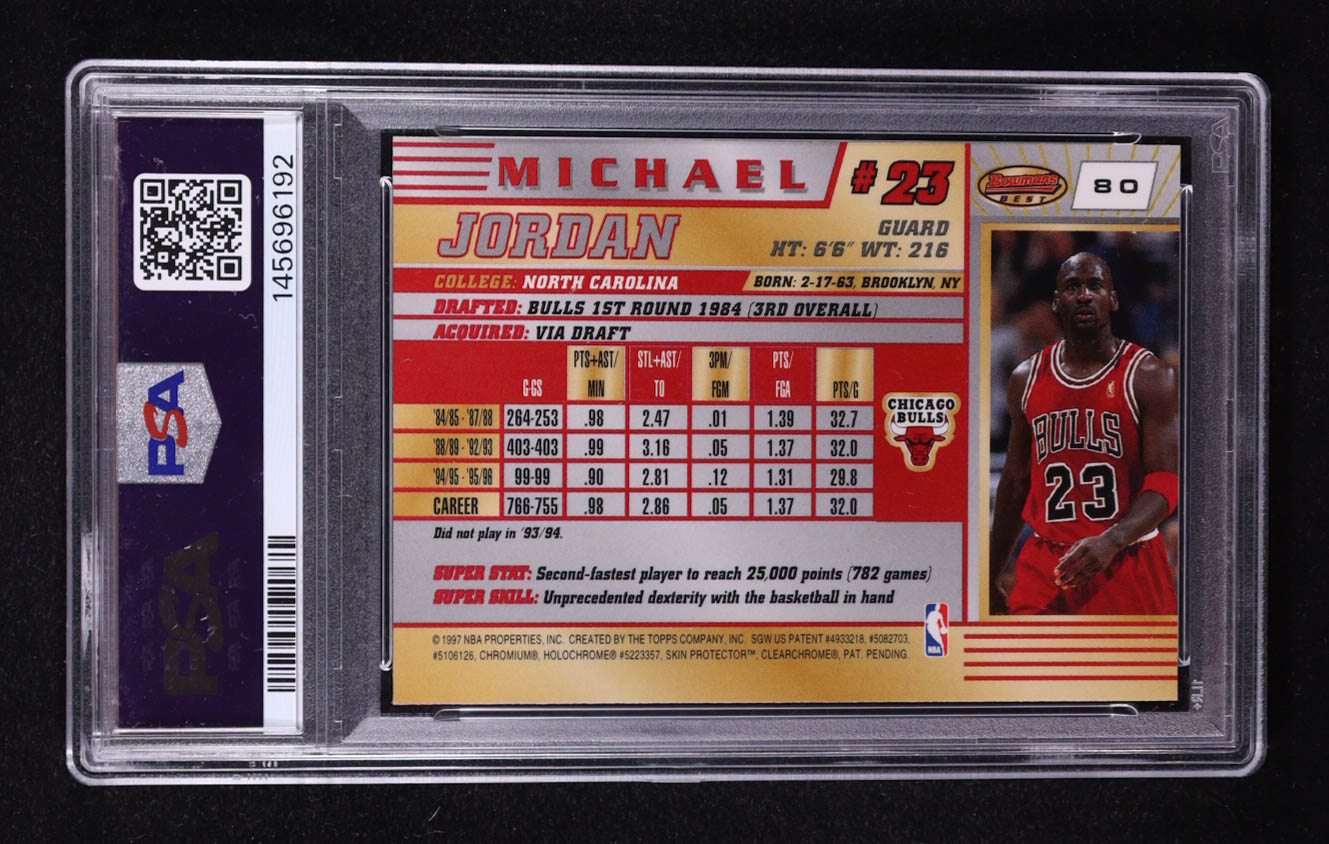 145696192
PSA
PSA
MICHAEL
#23
JORDAN
GUARD
HT: 6'6" WT: 216
COLLEGE: NORTH CAROLINA
BORN: 2-17-63, BROOKLYN, NY
DRAFTED: BULLS 1ST ROUND 1984 (3RD OVERALL)
ACQUIRED: VIA DRAFT
G-GS PTS+AST/MIN STL+AST/TO 3PM/FGM PTS/FGA PTS/G
'84/85 - '87/88 264-253 .98 2.47 .01 1.39 32.7
'88/89 - '92/93 403-403 .99 3.16 .05 1.37 32.0
'94/95 - '95/96 99-99 .90 2.81 .12 1.31 29.8
CAREER 766-755 .98 2.86 .05 1.37 32.0
Did not play in '93/94.
SUPER STAT: Second-fastest player to reach 25,000 points (782 games)
SUPER SKILL: Unprecedented dexterity with the basketball in hand
© 1997 NBA PROPERTIES, INC. CREATED BY THE TOPPS COMPANY, INC. SGW US PATENT #4933218, #5082703,
#5106126, CHROMIUM®, HOLOCHROME® #5223357, SKIN PROTECTOR™, CLEARCHROME®, PAT. PENDING.
NBA
CHICAGO
BULLS
Bowman's
BEST
80
BULLS
23
PSA